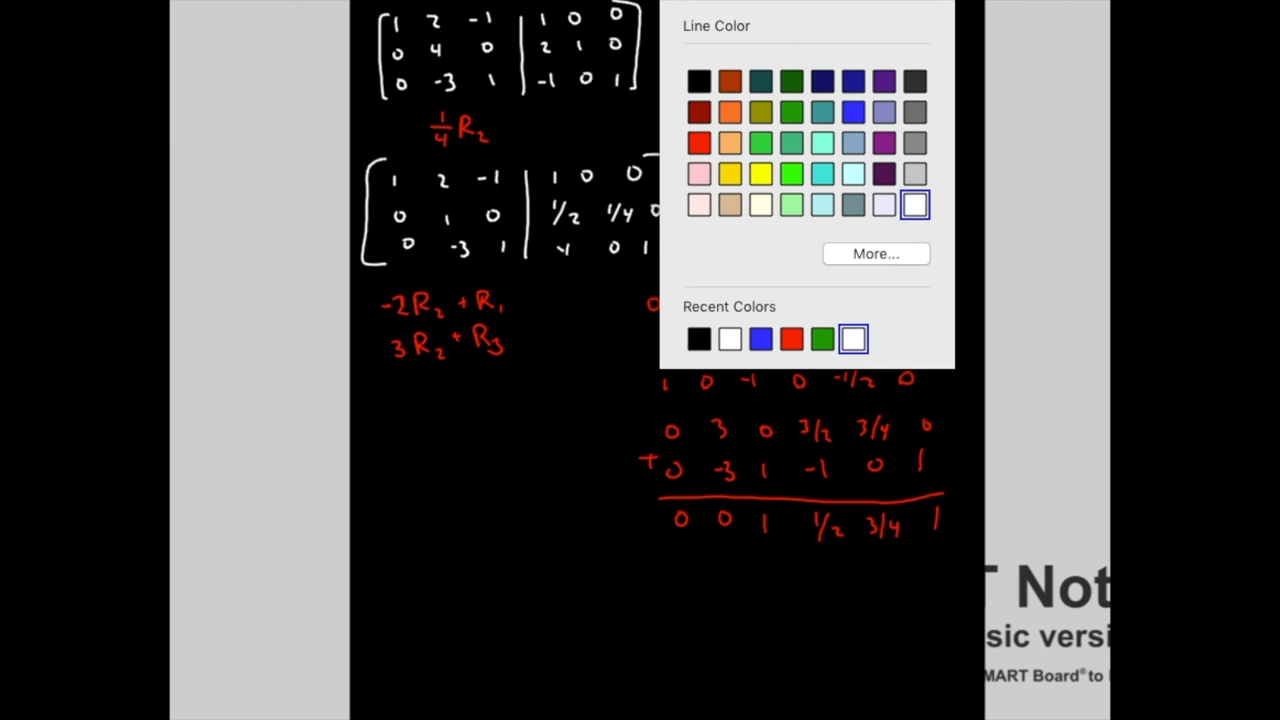 1 2 -1 1 0 0
0 4 0 2 1 0
0 -3 1 -1 0 1
1/4 R2
1 2 -1 1 0 0
0 1 0 1/2 1/4 0
0 -3 1 -1 0 1
-2R2 + R1
3R2 + R3
0
1 0 -1 0 -1/2 0
0 3 0 3/2 3/4 0
+ 0 -3 1 -1 0 1
0 0 1 1/2 3/4 1
Line Color
More...
Recent Colors
T Not
sic versi
MART Board® to